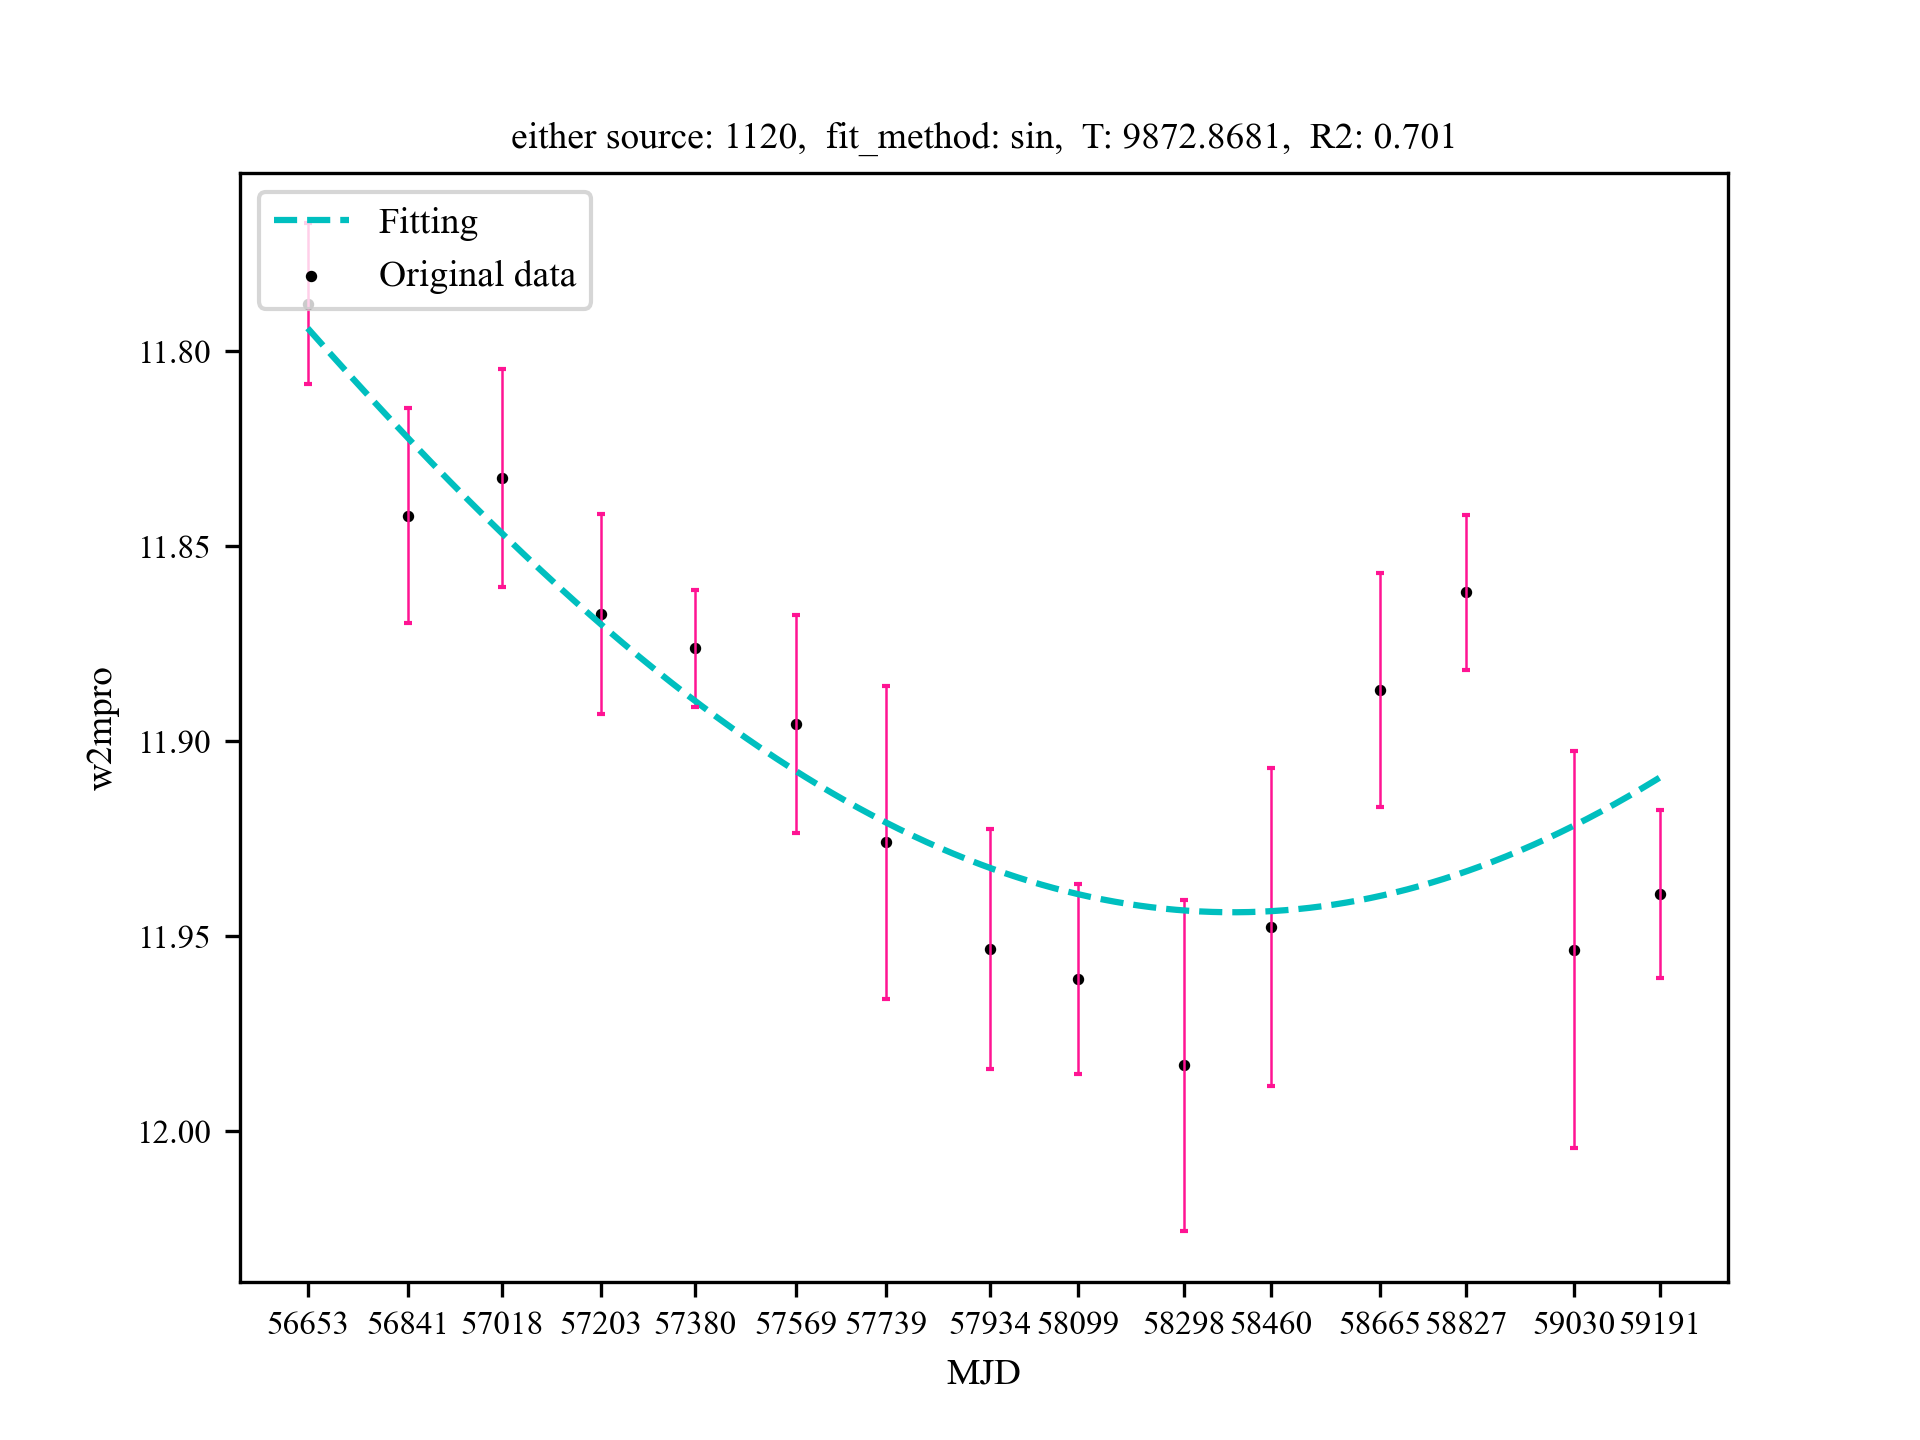 either source: 1120,  fit_method: sin,  T: 9872.8681,  R2: 0.701
Fitting
Original data
11.80
11.85
11.90
11.95
12.00
w2mpro
56653 56841 57018 57203 57380 57569 57739 57934 58099 58298 58460 58665 58827 59030 59191
MJD